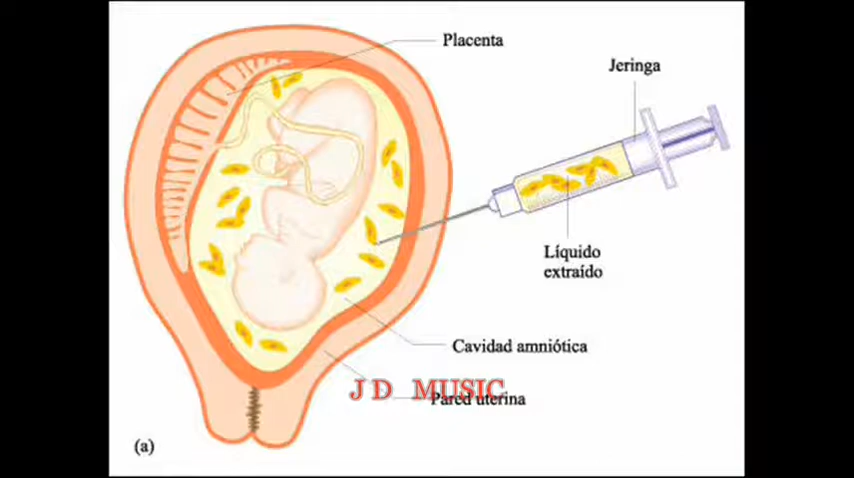 Placenta
Jeringa
Líquido
extraído
Cavidad amniótica
J D MUSIC
Pared uterina
(a)